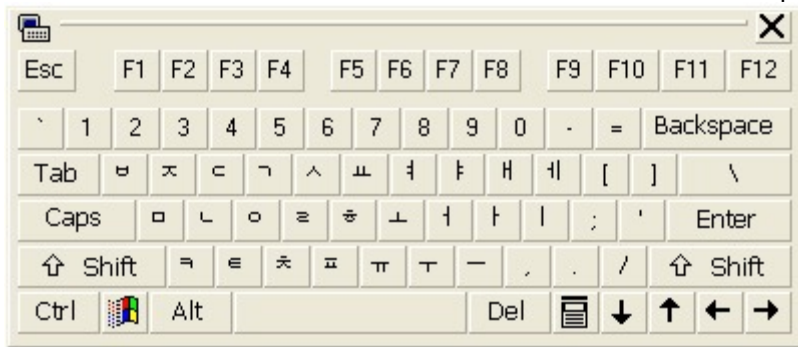 Esc F1 F2 F3 F4 F5 F6 F7 F8 F9 F10 F11 F12
` 1 2 3 4 5 6 7 8 9 0 - = Backspace
Tab ㅂ ㅈ ㄷ ㄱ ㅅ ㅛ ㅕ ㅑ ㅐ ㅔ [ ] \
Caps ㅁ ㄴ ㅇ ㄹ ㅎ ㅗ ㅓ ㅏ ㅣ ; ' Enter
⇧ Shift ㅋ ㅌ ㅊ ㅍ ㅠ ㅜ ㅡ , . / ⇧ Shift
Ctrl Alt Del ↓ ↑ ← →